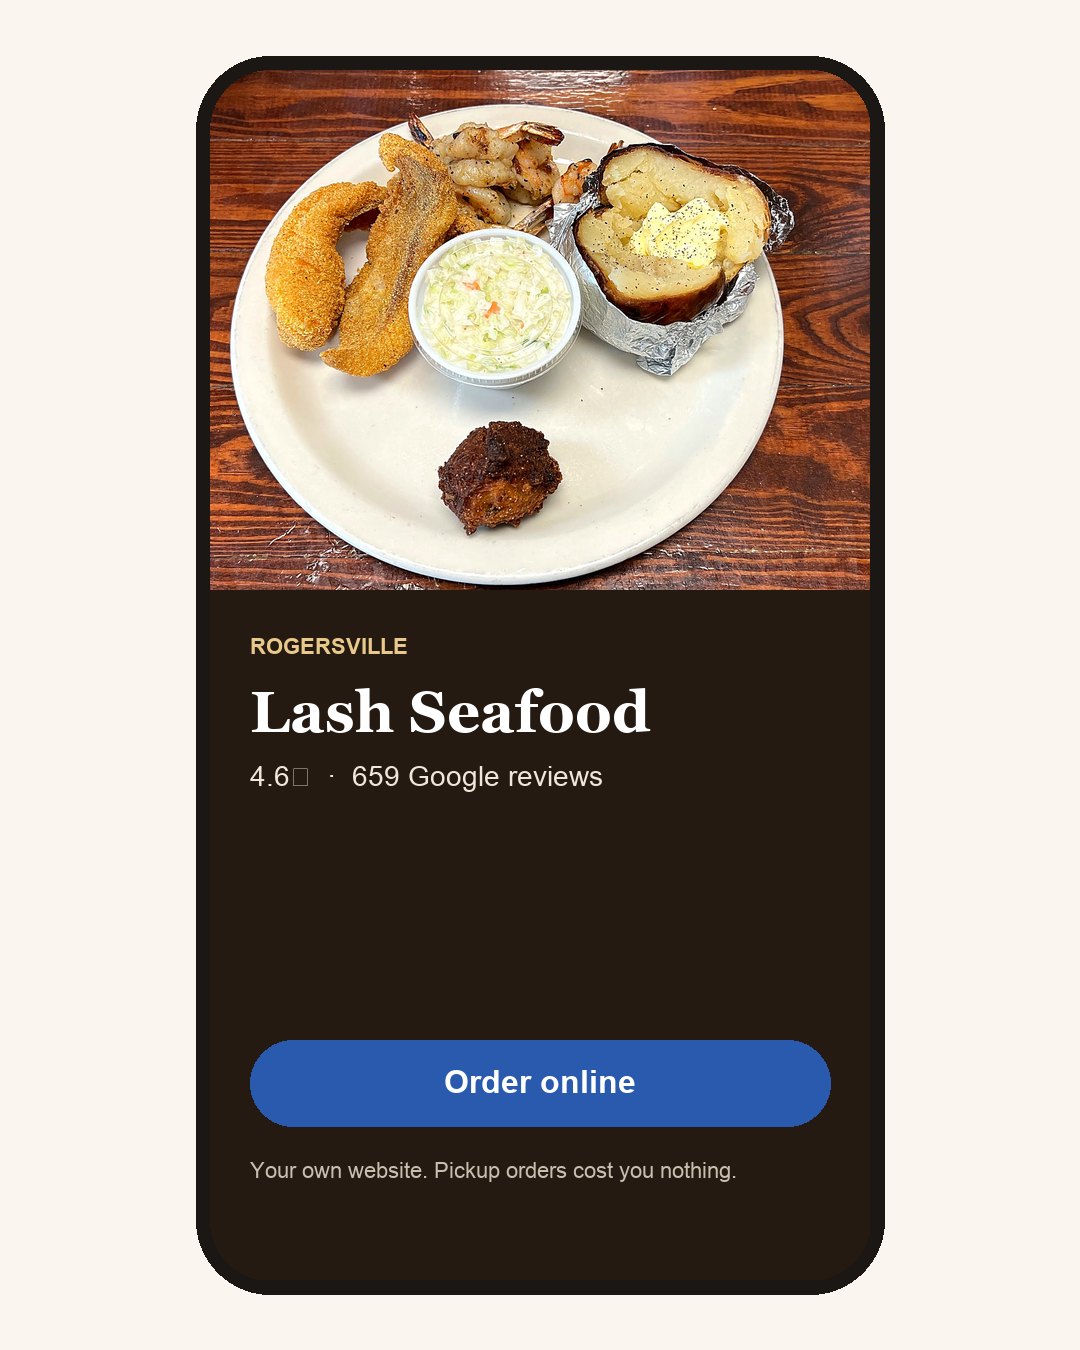 ROGERSVILLE
Lash Seafood
4.6□ · 659 Google reviews
Order online
Your own website. Pickup orders cost you nothing.